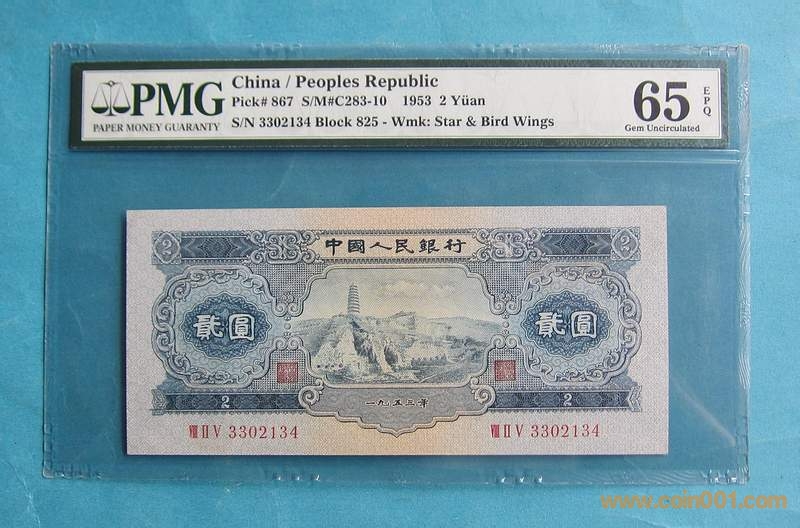 PMG
PAPER MONEY GUARANTY
China / Peoples Republic
Pick# 867 S/M#C283-10 1953 2 Yüan
S/N 3302134 Block 825 - Wmk: Star & Bird Wings
65 EPQ
Gem Uncirculated
2 中國人民銀行 2
貳圓 貳圓
2 一九五三年 2
VIII II V 3302134 VIII II V 3302134
www.coin001.com